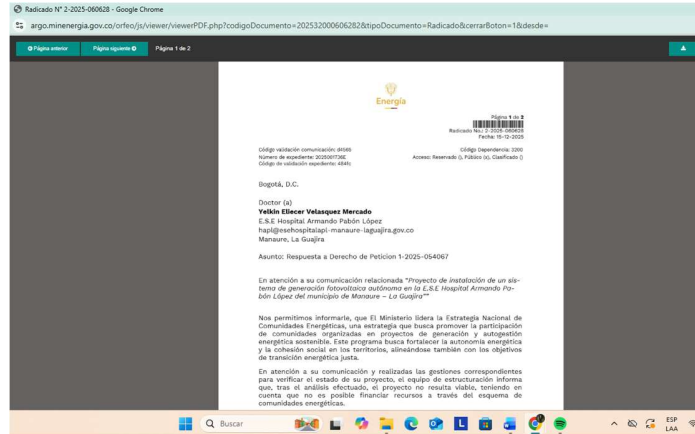 Radicado N° 2-2025-060628 - Google Chrome
argo.minenergia.gov.co/orfeo/js/viewer/viewerPDF.php?codigoDocumento=202532000606282&tipoDocumento=Radicado&cerrarBoton=1&desde=
Página anterior Página siguiente Página 1 de 2
Energía
Página 1 de 2
Radicado No.: 2-2025-060628
Fecha: 15-12-2025
Código validación comunicación: d4565 Código Dependencia: 3200
Número de expediente: 2025001736E Acceso: Reservado (), Público (x), Clasificado ()
Código de validación expediente: 484fc
Bogotá, D.C.
Doctor (a)
Yelkin Eliecer Velasquez Mercado
E.S.E Hospital Armando Pabón López
hapl@esehospitalapl-manaure-laguajira.gov.co
Manaure, La Guajira
Asunto: Respuesta a Derecho de Peticion 1-2025-054067
En atención a su comunicación relacionada "Proyecto de instalación de un sis-
tema de generación fotovoltaica autónoma en la E.S.E Hospital Armando Pa-
bón López del municipio de Manaure – La Guajira""
Nos permitimos informarle, que El Ministerio lidera la Estrategia Nacional de
Comunidades Energéticas, una estrategia que busca promover la participación
de comunidades organizadas en proyectos de generación y autogestión
energética sostenible. Este programa busca fortalecer la autonomía energética
y la cohesión social en los territorios, alineándose también con los objetivos
de transición energética justa.
En atención a su comunicación y realizadas las gestiones correspondientes
para verificar el estado de su proyecto, el equipo de estructuración informa
que, tras el análisis efectuado, el proyecto no resulta viable, teniendo en
cuenta que no es posible financiar recursos a través del esquema de
comunidades energéticas.
Buscar
ESP
LAA